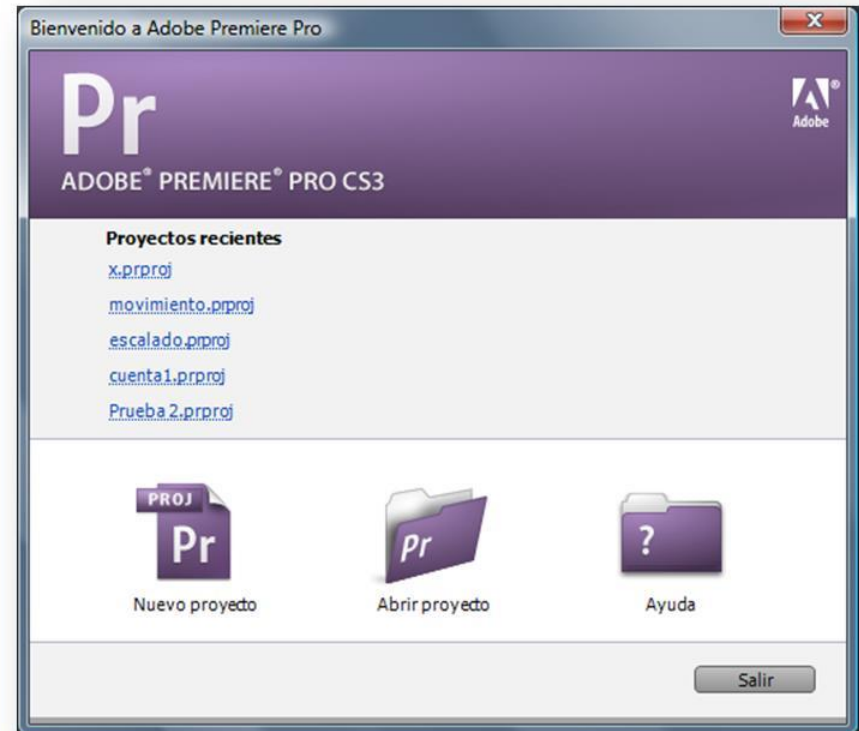 Bienvenido a Adobe Premiere Pro
Pr
Adobe
ADOBE® PREMIERE® PRO CS3
Proyectos recientes
x.prproj
movimiento.prproj
escalado.prproj
cuenta1.prproj
Prueba 2.prproj
PROJ
Pr
Pr
?
Nuevo proyecto
Abrir proyecto
Ayuda
Salir